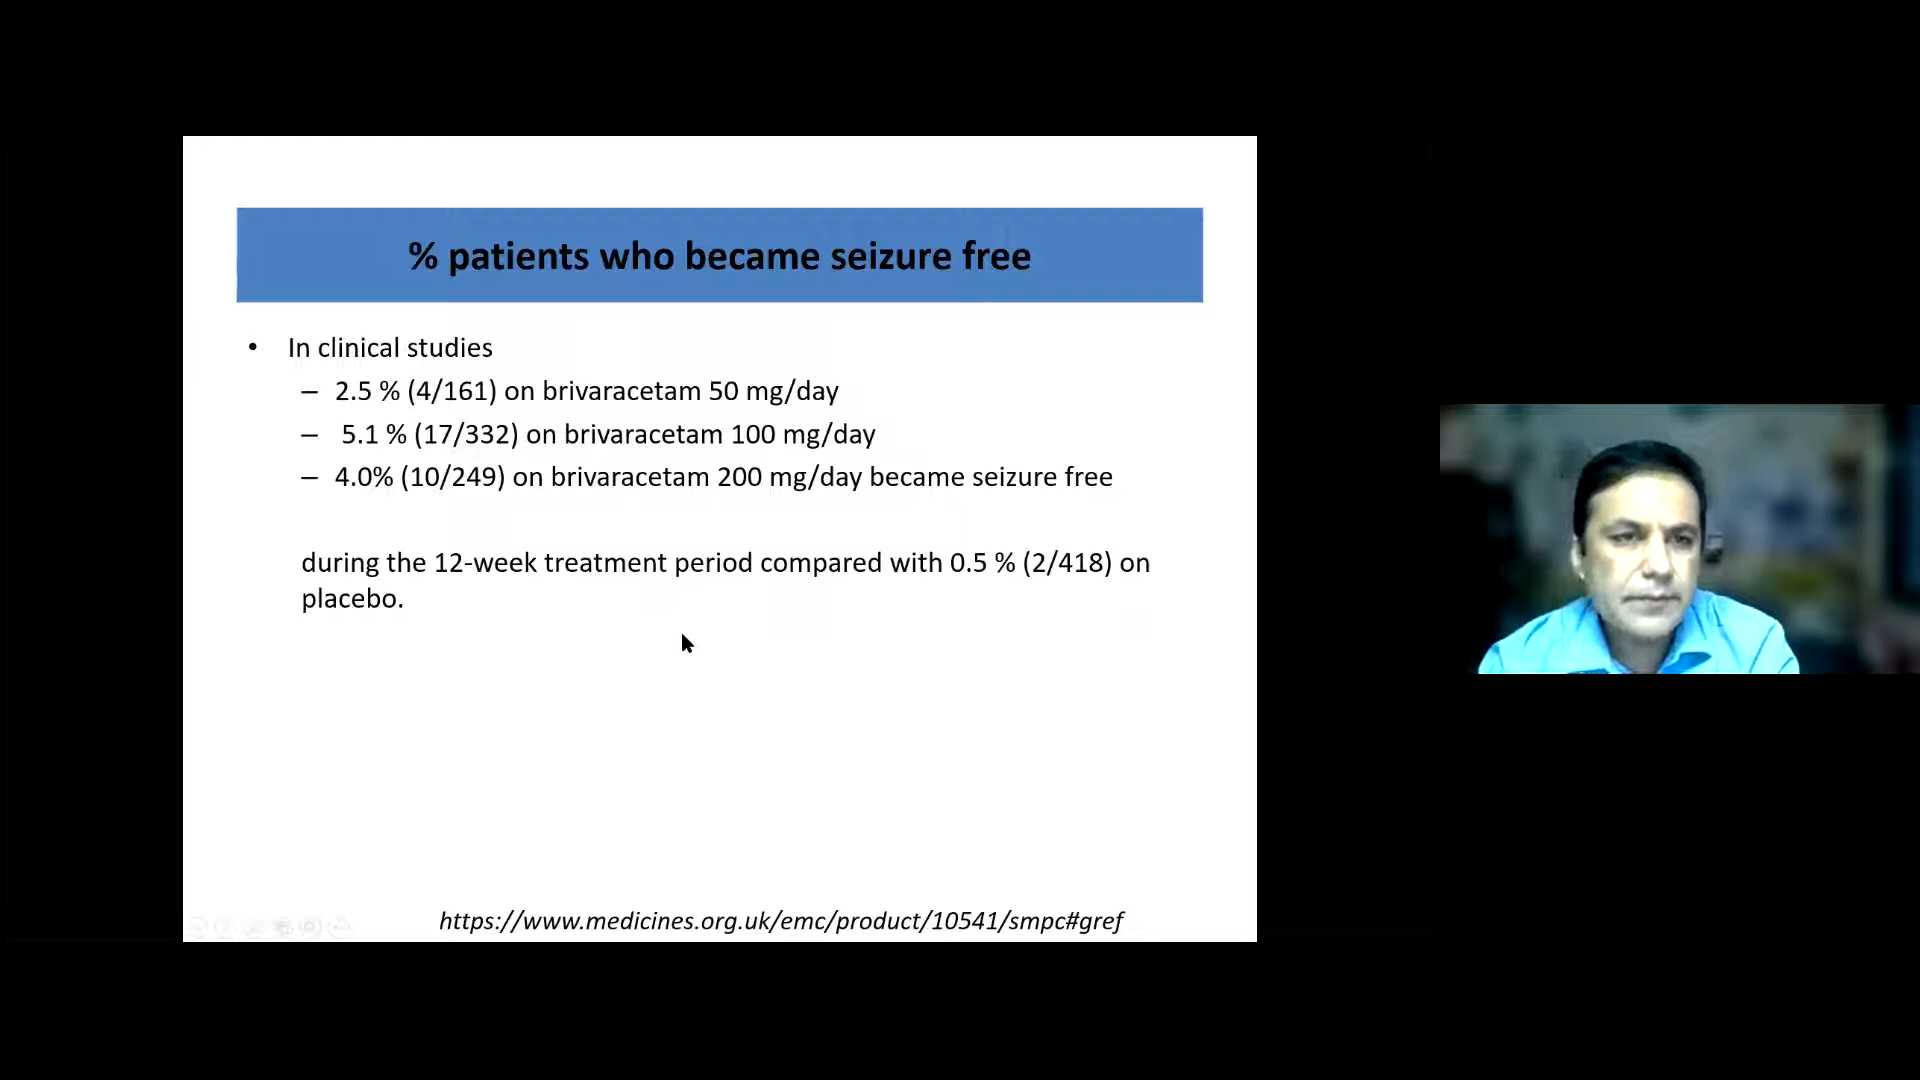 % patients who became seizure free
• In clinical studies
– 2.5 % (4/161) on brivaracetam 50 mg/day
– 5.1 % (17/332) on brivaracetam 100 mg/day
– 4.0% (10/249) on brivaracetam 200 mg/day became seizure free
during the 12-week treatment period compared with 0.5 % (2/418) on
placebo.
https://www.medicines.org.uk/emc/product/10541/smpc#gref